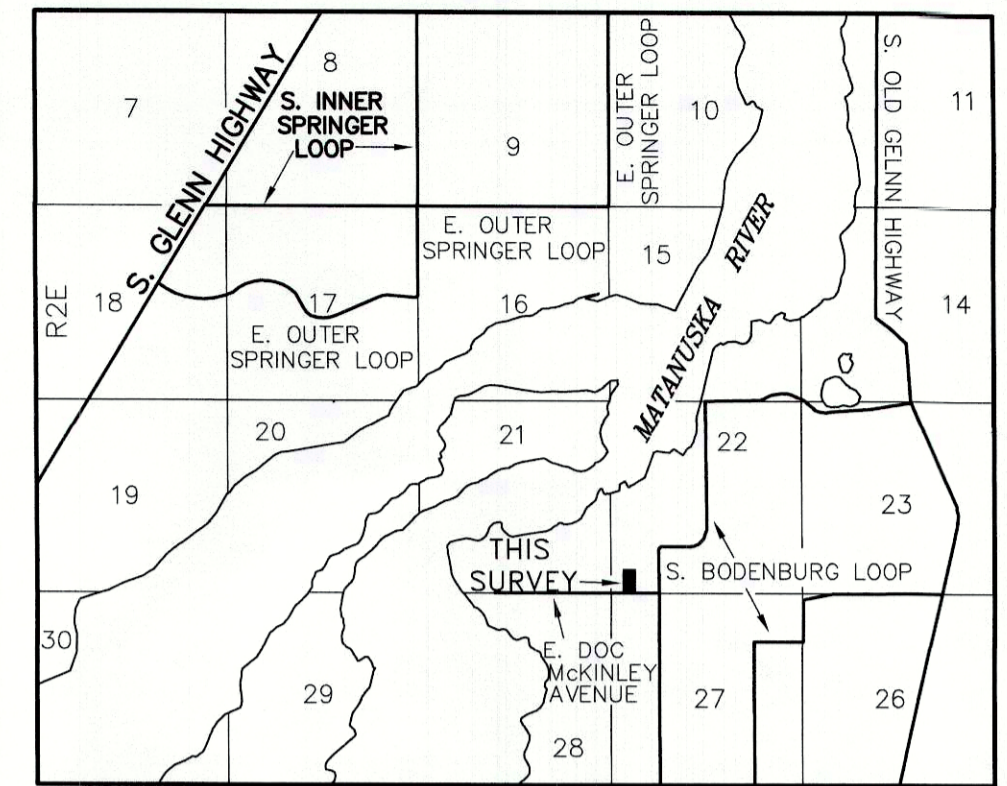 7
8
S. GLENN HIGHWAY
S. INNER
SPRINGER
LOOP
9
E. OUTER
SPRINGER LOOP
10
S. OLD GELNN HIGHWAY
11
R2E
18
17
E. OUTER
SPRINGER LOOP
E. OUTER
SPRINGER LOOP
16
15
MATANUSKA RIVER
14
19
20
21
22
23
THIS
SURVEY
S. BODENBURG LOOP
30
29
E. DOC
McKINLEY
AVENUE
28
27
26